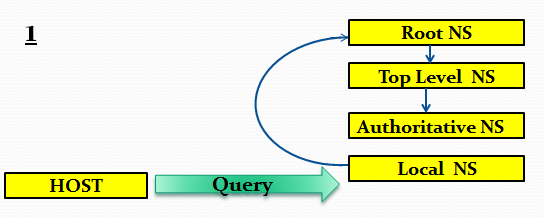 1
Root NS
Top Level NS
Authoritative NS
Local NS
HOST
Query